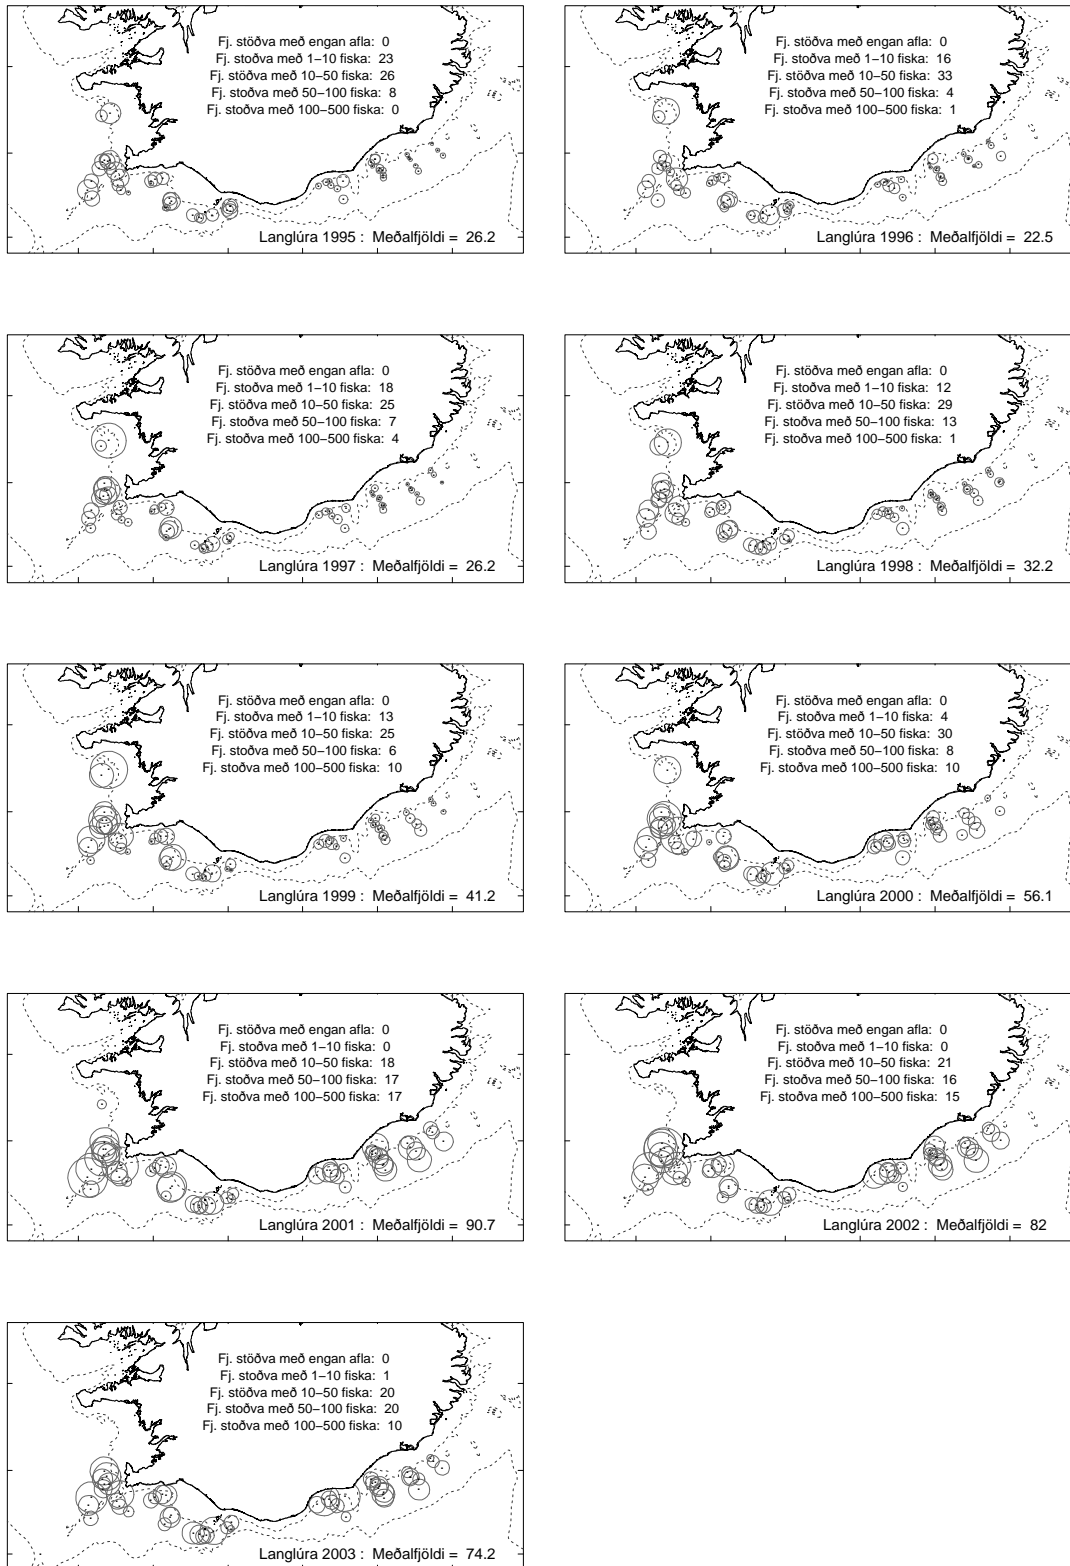 Fj. stöðva með engan afla: 0
Fj. stoðva með 1–10 fiska: 23
Fj. stöðva með 10–50 fiska: 26
Fj. stoðva með 50–100 fiska: 8
Fj. stoðva með 100–500 fiska: 0
Langlúra 1995 : Meðalfjöldi = 26.2
Fj. stöðva með engan afla: 0
Fj. stoðva með 1–10 fiska: 16
Fj. stöðva með 10–50 fiska: 33
Fj. stoðva með 50–100 fiska: 4
Fj. stoðva með 100–500 fiska: 1
Langlúra 1996 : Meðalfjöldi = 22.5
Fj. stöðva með engan afla: 0
Fj. stoðva með 1–10 fiska: 18
Fj. stöðva með 10–50 fiska: 25
Fj. stoðva með 50–100 fiska: 7
Fj. stoðva með 100–500 fiska: 4
Langlúra 1997 : Meðalfjöldi = 26.2
Fj. stöðva með engan afla: 0
Fj. stoðva með 1–10 fiska: 12
Fj. stöðva með 10–50 fiska: 29
Fj. stoðva með 50–100 fiska: 13
Fj. stoðva með 100–500 fiska: 1
Langlúra 1998 : Meðalfjöldi = 32.2
Fj. stöðva með engan afla: 0
Fj. stoðva með 1–10 fiska: 13
Fj. stöðva með 10–50 fiska: 25
Fj. stoðva með 50–100 fiska: 6
Fj. stoðva með 100–500 fiska: 10
Langlúra 1999 : Meðalfjöldi = 41.2
Fj. stöðva með engan afla: 0
Fj. stoðva með 1–10 fiska: 4
Fj. stöðva með 10–50 fiska: 30
Fj. stoðva með 50–100 fiska: 8
Fj. stoðva með 100–500 fiska: 10
Langlúra 2000 : Meðalfjöldi = 56.1
Fj. stöðva með engan afla: 0
Fj. stoðva með 1–10 fiska: 0
Fj. stöðva með 10–50 fiska: 18
Fj. stoðva með 50–100 fiska: 17
Fj. stoðva með 100–500 fiska: 17
Langlúra 2001 : Meðalfjöldi = 90.7
Fj. stöðva með engan afla: 0
Fj. stoðva með 1–10 fiska: 0
Fj. stöðva með 10–50 fiska: 21
Fj. stoðva með 50–100 fiska: 16
Fj. stoðva með 100–500 fiska: 15
Langlúra 2002 : Meðalfjöldi = 82
Fj. stöðva með engan afla: 0
Fj. stoðva með 1–10 fiska: 1
Fj. stöðva með 10–50 fiska: 20
Fj. stoðva með 50–100 fiska: 20
Fj. stoðva með 100–500 fiska: 10
Langlúra 2003 : Meðalfjöldi = 74.2